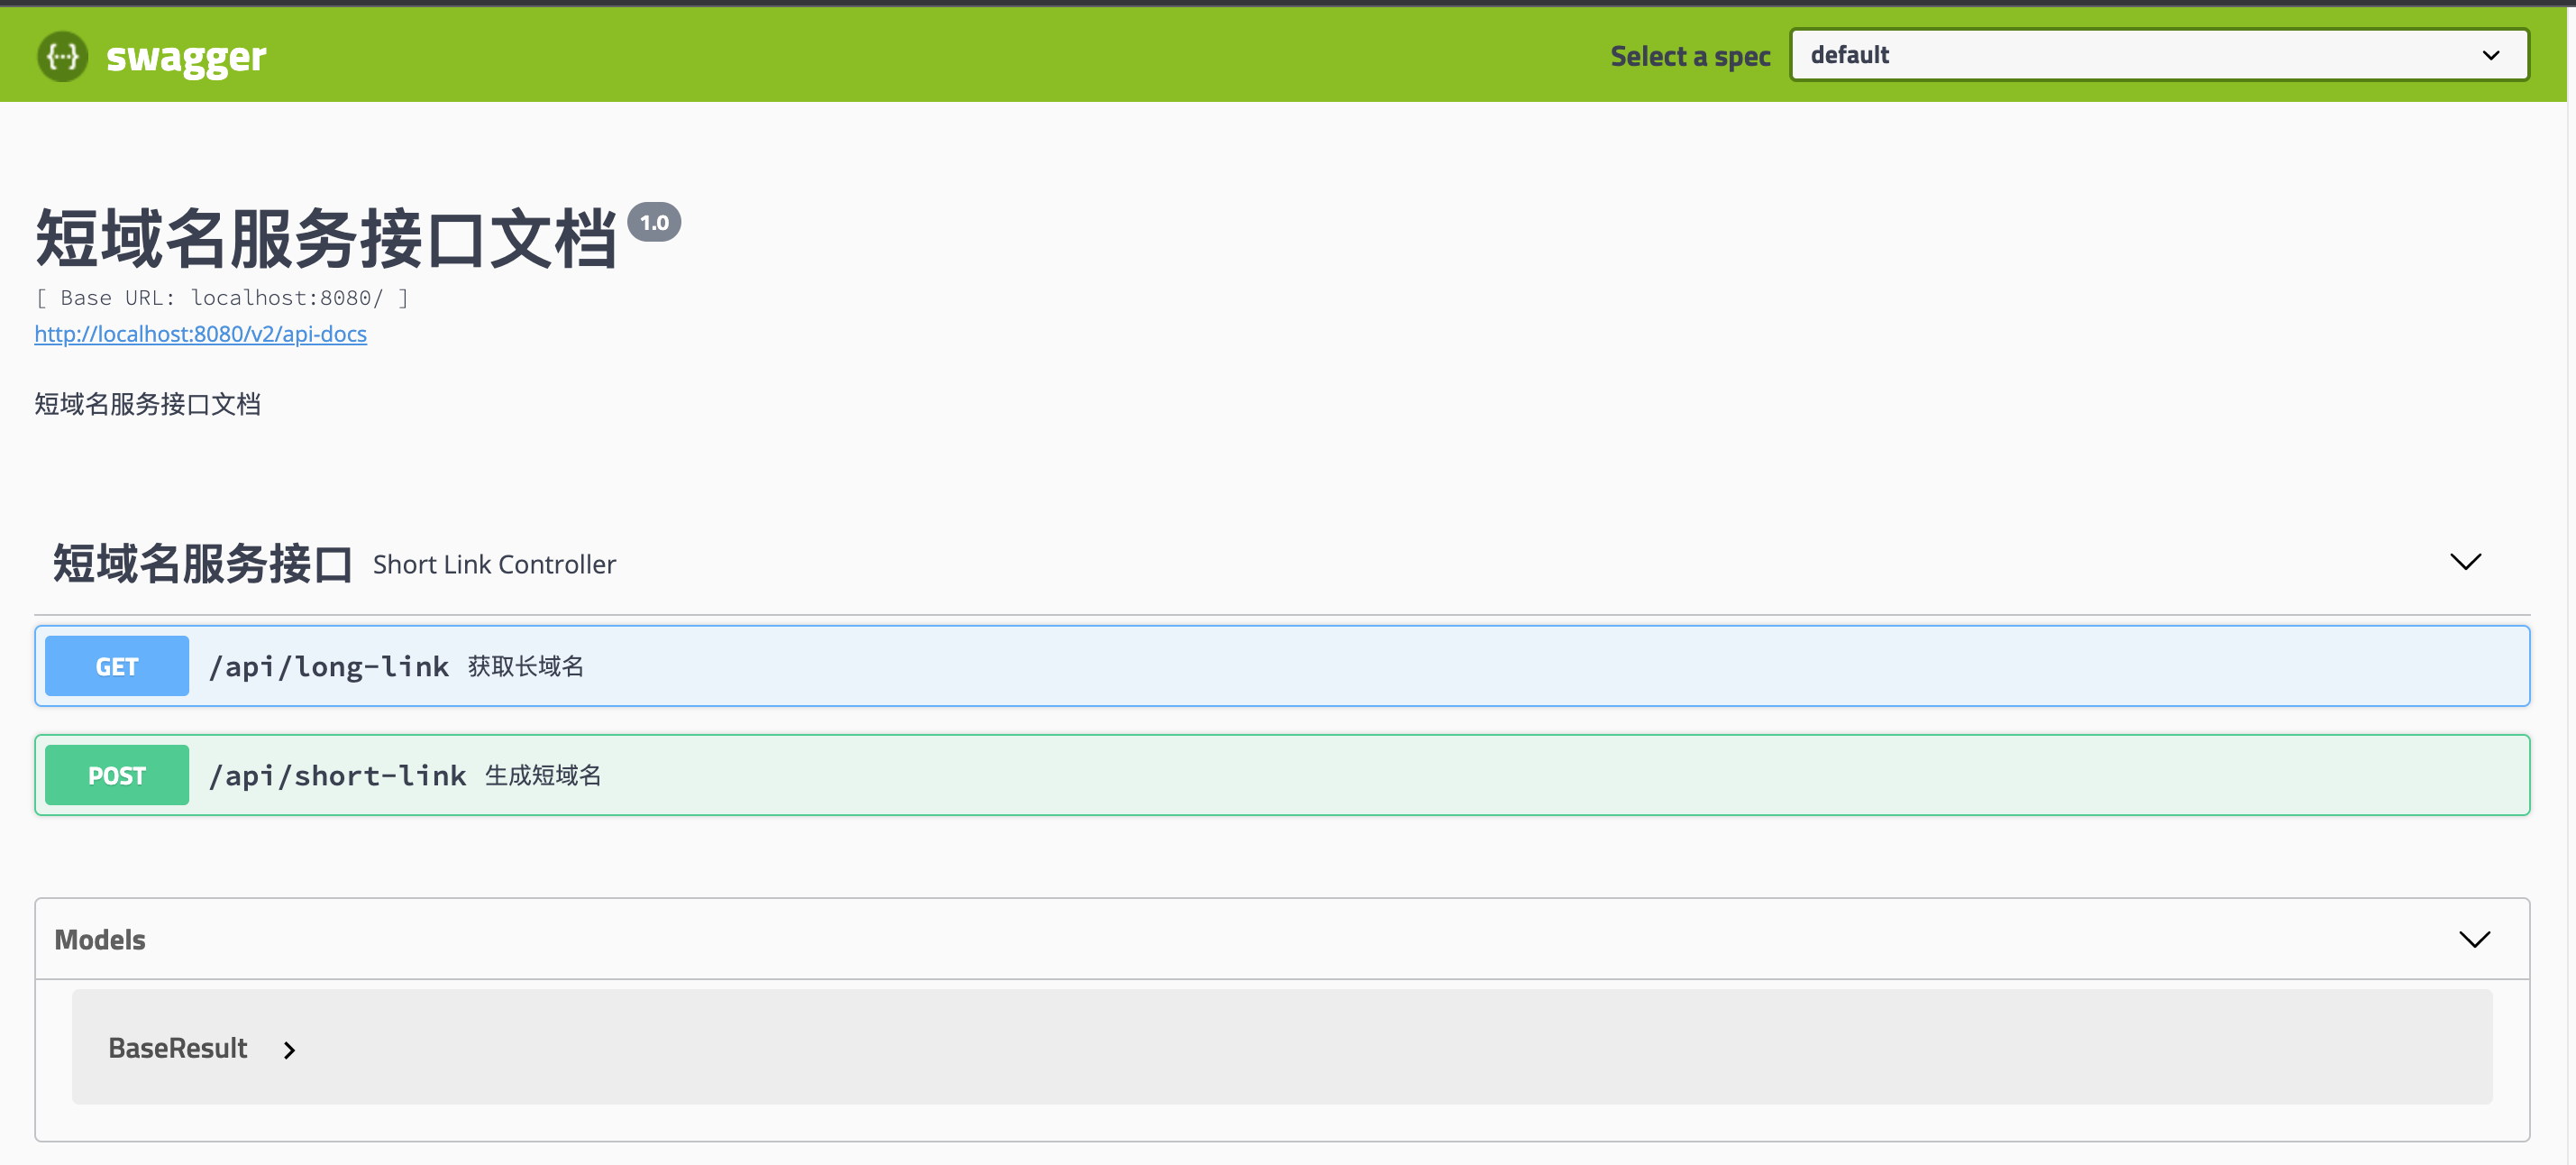 swagger
Select a spec default
短域名服务接口文档 1.0
[ Base URL: localhost:8080/ ]
http://localhost:8080/v2/api-docs
短域名服务接口文档
短域名服务接口 Short Link Controller
GET /api/long-link 获取长域名
POST /api/short-link 生成短域名
Models
BaseResult